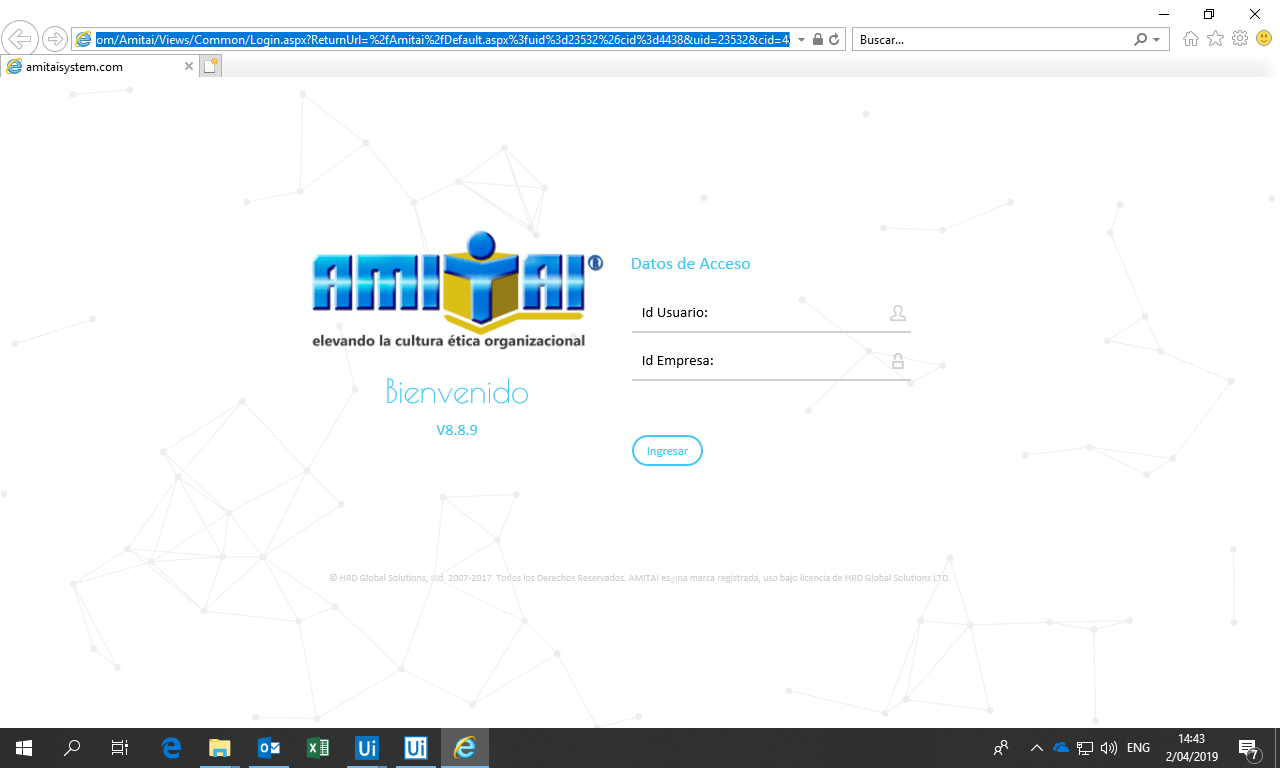 om/Amitai/Views/Common/Login.aspx?ReturnUrl=%2fAmitai%2fDefault.aspx%3fuid%3d23532%26cid%3d4438&uid=23532&cid=4
Buscar...
amitaisystem.com
AMITAI®
elevando la cultura ética organizacional
Bienvenido
V8.8.9
Datos de Acceso
Id Usuario:
Id Empresa:
Ingresar
© HRD Global Solutions, Ltd. 2007-2017. Todos los Derechos Reservados. AMITAI es una marca registrada, uso bajo licencia de HRD Global Solutions LTD.
Ui
Ui
ENG
14:43
2/04/2019
7